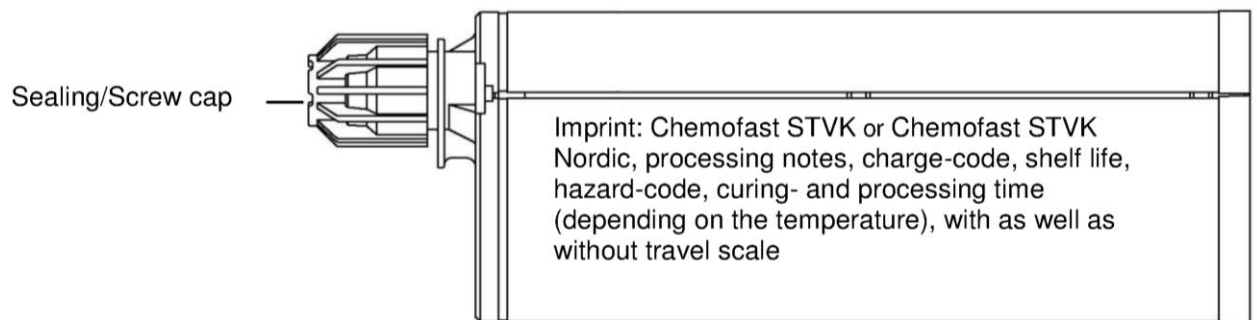 Sealing/Screw cap
Imprint: Chemofast STVK or Chemofast STVK
Nordic, processing notes, charge-code, shelf life,
hazard-code, curing- and processing time
(depending on the temperature), with as well as
without travel scale